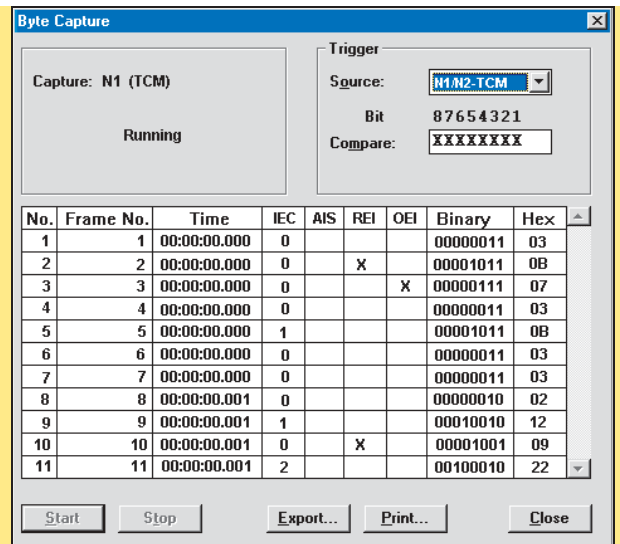 Byte Capture
Capture: N1 (TCM)
Running
Trigger
Source: N1/N2-TCM
Bit 87654321
Compare: XXXXXXXX
No. Frame No. Time IEC AIS REI OEI Binary Hex
1 1 00:00:00.000 0 00000011 03
2 2 00:00:00.000 0 X 00001011 0B
3 3 00:00:00.000 0 X 00000111 07
4 4 00:00:00.000 0 00000011 03
5 5 00:00:00.000 1 00001011 0B
6 6 00:00:00.000 0 00000011 03
7 7 00:00:00.000 0 00000011 03
8 8 00:00:00.001 0 00000010 02
9 9 00:00:00.001 1 00010010 12
10 10 00:00:00.001 0 X 00001001 09
11 11 00:00:00.001 2 00100010 22
Start Stop Export... Print... Close